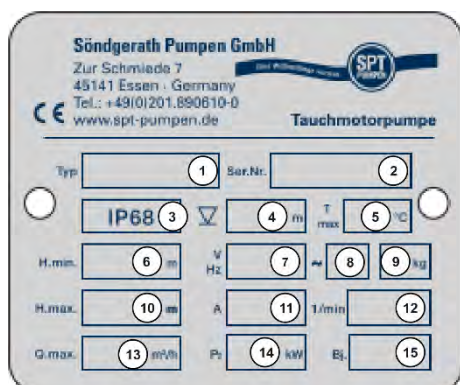 Söndgerath Pumpen GmbH
Zur Schmiede 7
45141 Essen - Germany
Tel.: +49(0)201.890610-0
CE www.spt-pumpen.de
SPT
PUMPEN
Tauchmotorpumpe
Typ 1 Ser.Nr. 2
IP68 3 4 m T max 5 °C
H.min. 6 m V Hz 7 ~ 8 9 kg
H.max. 10 m A 11 1/min 12
Q.max. 13 m³/h P₂ 14 kW Bj. 15